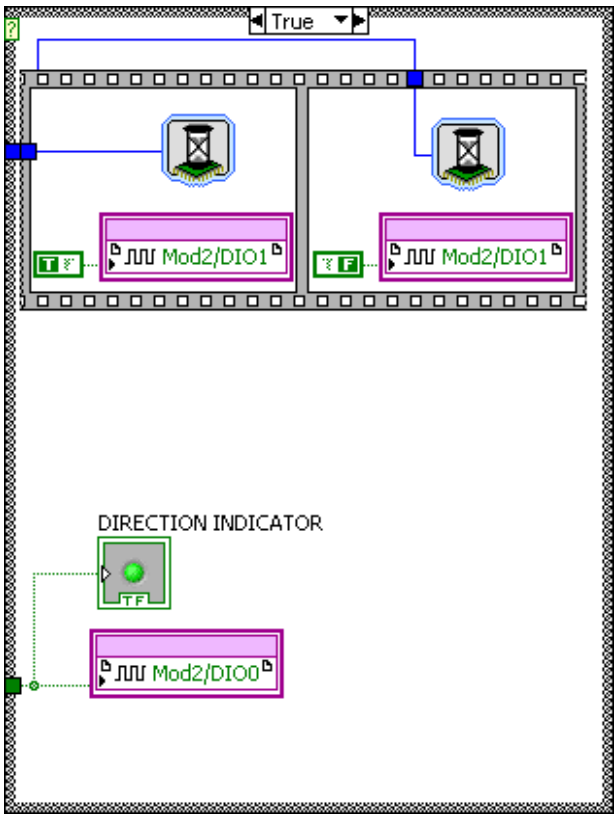 ?
True
Mod2/DIO1 Mod2/DIO1
T F
DIRECTION INDICATOR
TF
Mod2/DIO0